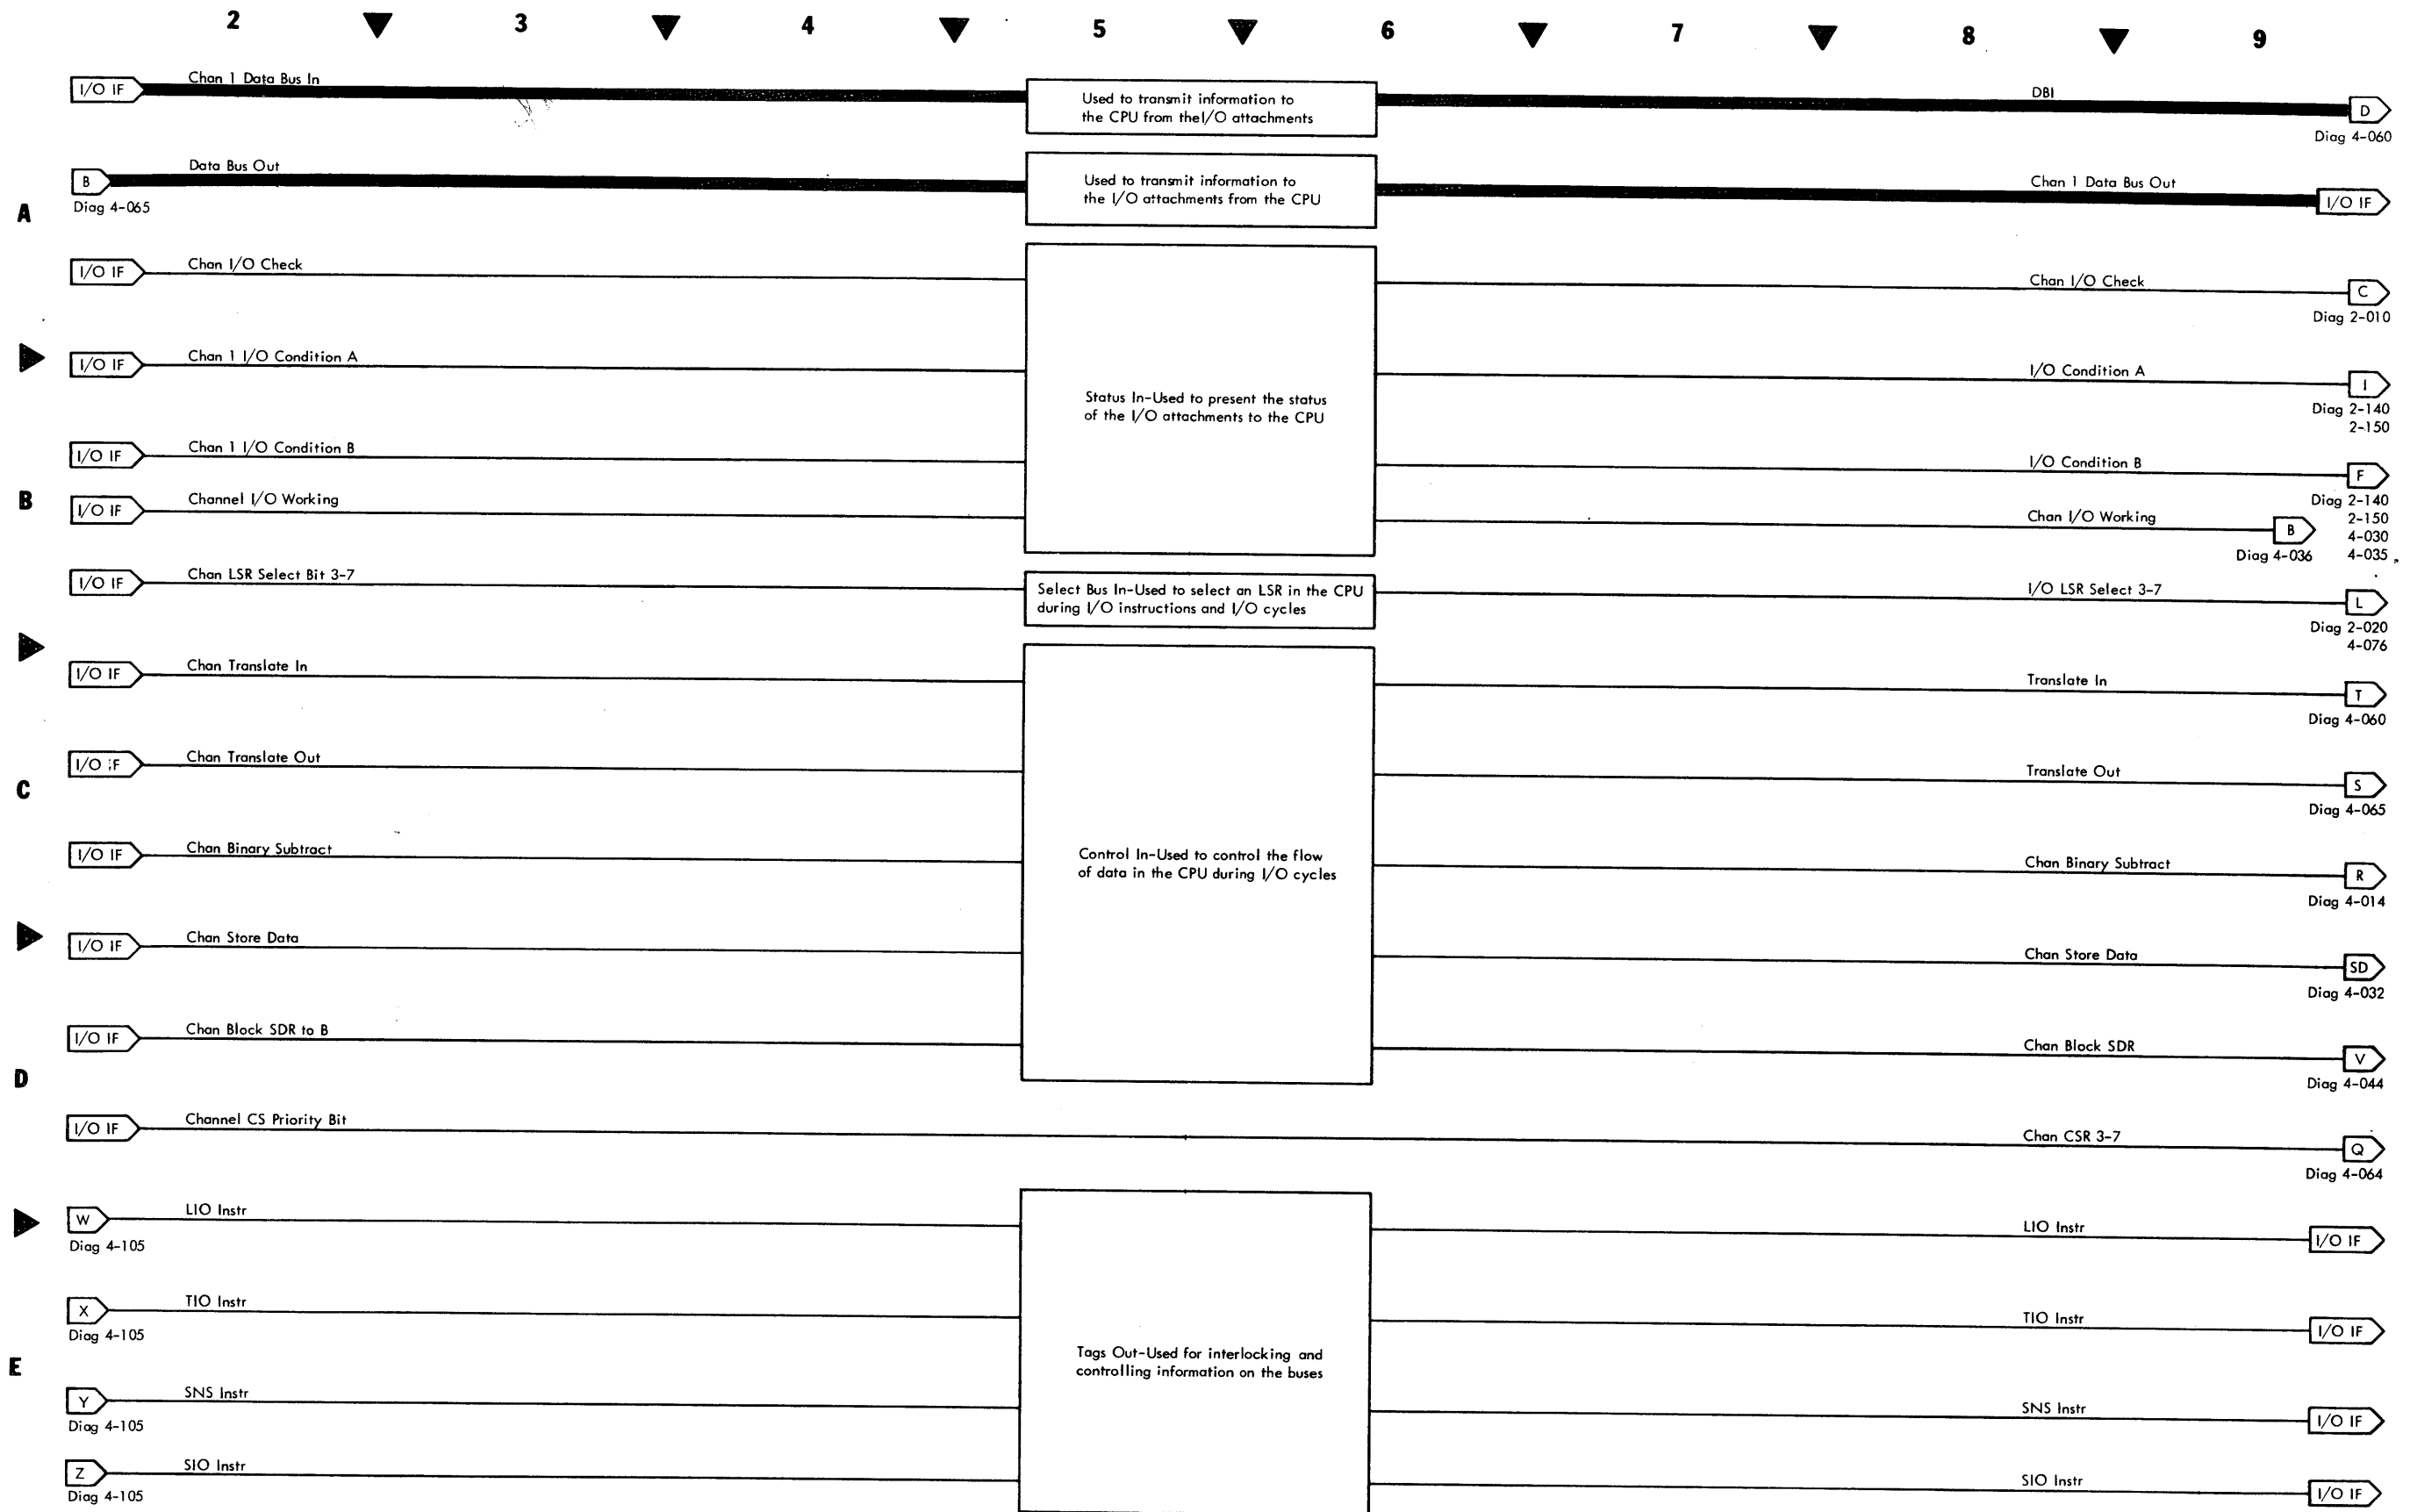 2 3 4 5 6 7 8 9
I/O IF Chan 1 Data Bus In
Used to transmit information to
the CPU from theI/O attachments
DBI D
Diag 4-060
B Data Bus Out
Diag 4-065
Used to transmit information to
the I/O attachments from the CPU
Chan 1 Data Bus Out I/O IF
A
I/O IF Chan I/O Check
Chan I/O Check C
Diag 2-010
I/O IF Chan 1 I/O Condition A
I/O Condition A I
Diag 2-140
2-150
Status In-Used to present the status
of the I/O attachments to the CPU
I/O IF Chan 1 I/O Condition B
I/O Condition B F
Diag 2-140
2-150
4-030
4-035
B
I/O IF Channel I/O Working
Chan I/O Working B
Diag 4-036
I/O IF Chan LSR Select Bit 3-7
Select Bus In-Used to select an LSR in the CPU
during I/O instructions and I/O cycles
I/O LSR Select 3-7 L
Diag 2-020
4-076
I/O IF Chan Translate In
Translate In T
Diag 4-060
I/O IF Chan Translate Out
Translate Out S
Diag 4-065
C
I/O IF Chan Binary Subtract
Control In-Used to control the flow
of data in the CPU during I/O cycles
Chan Binary Subtract R
Diag 4-014
I/O IF Chan Store Data
Chan Store Data SD
Diag 4-032
I/O IF Chan Block SDR to B
Chan Block SDR V
Diag 4-044
D
I/O IF Channel CS Priority Bit
Chan CSR 3-7 Q
Diag 4-064
W LIO Instr
Diag 4-105
LIO Instr I/O IF
X TIO Instr
Diag 4-105
TIO Instr I/O IF
E
Tags Out-Used for interlocking and
controlling information on the buses
Y SNS Instr
Diag 4-105
SNS Instr I/O IF
Z SIO Instr
Diag 4-105
SIO Instr I/O IF